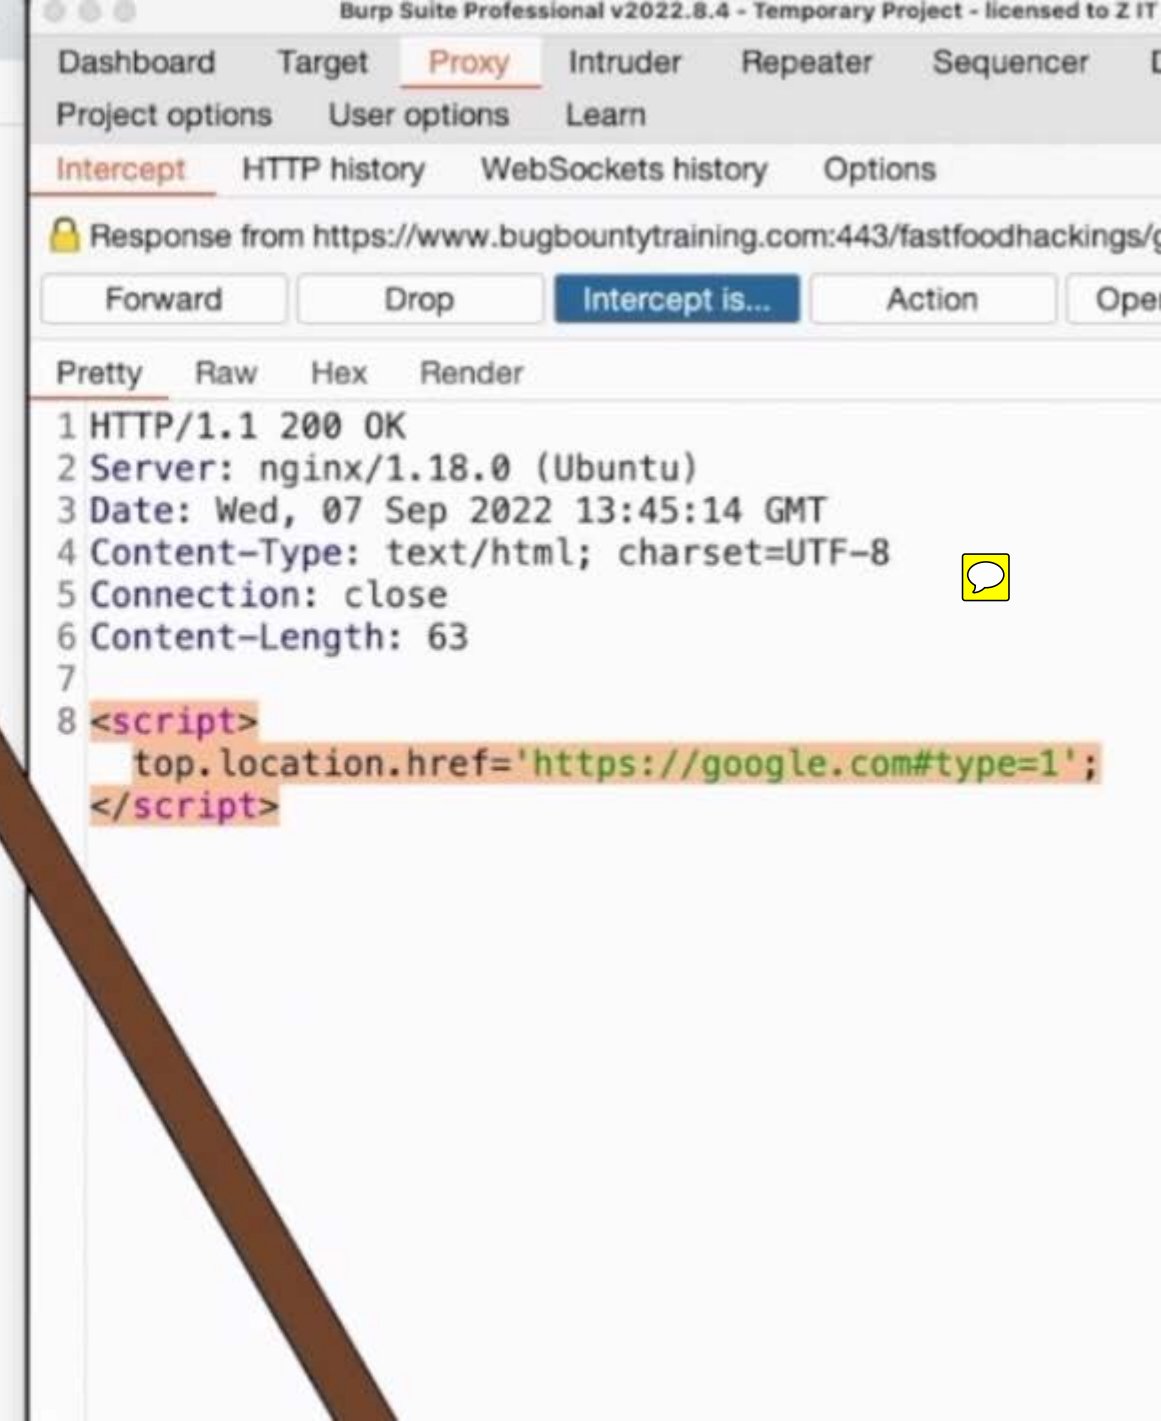 Burp Suite Professional v2022.8.4 - Temporary Project - licensed to Z IT
Dashboard Target Proxy Intruder Repeater Sequencer
Project options User options Learn
Intercept HTTP history WebSockets history Options
Response from https://www.bugbountytraining.com:443/fastfoodhackings/g
Forward Drop Intercept is... Action Oper
Pretty Raw Hex Render
1 HTTP/1.1 200 OK
2 Server: nginx/1.18.0 (Ubuntu)
3 Date: Wed, 07 Sep 2022 13:45:14 GMT
4 Content-Type: text/html; charset=UTF-8
5 Connection: close
6 Content-Length: 63
7
8 <script>
top.location.href='https://google.com#type=1';
</script>